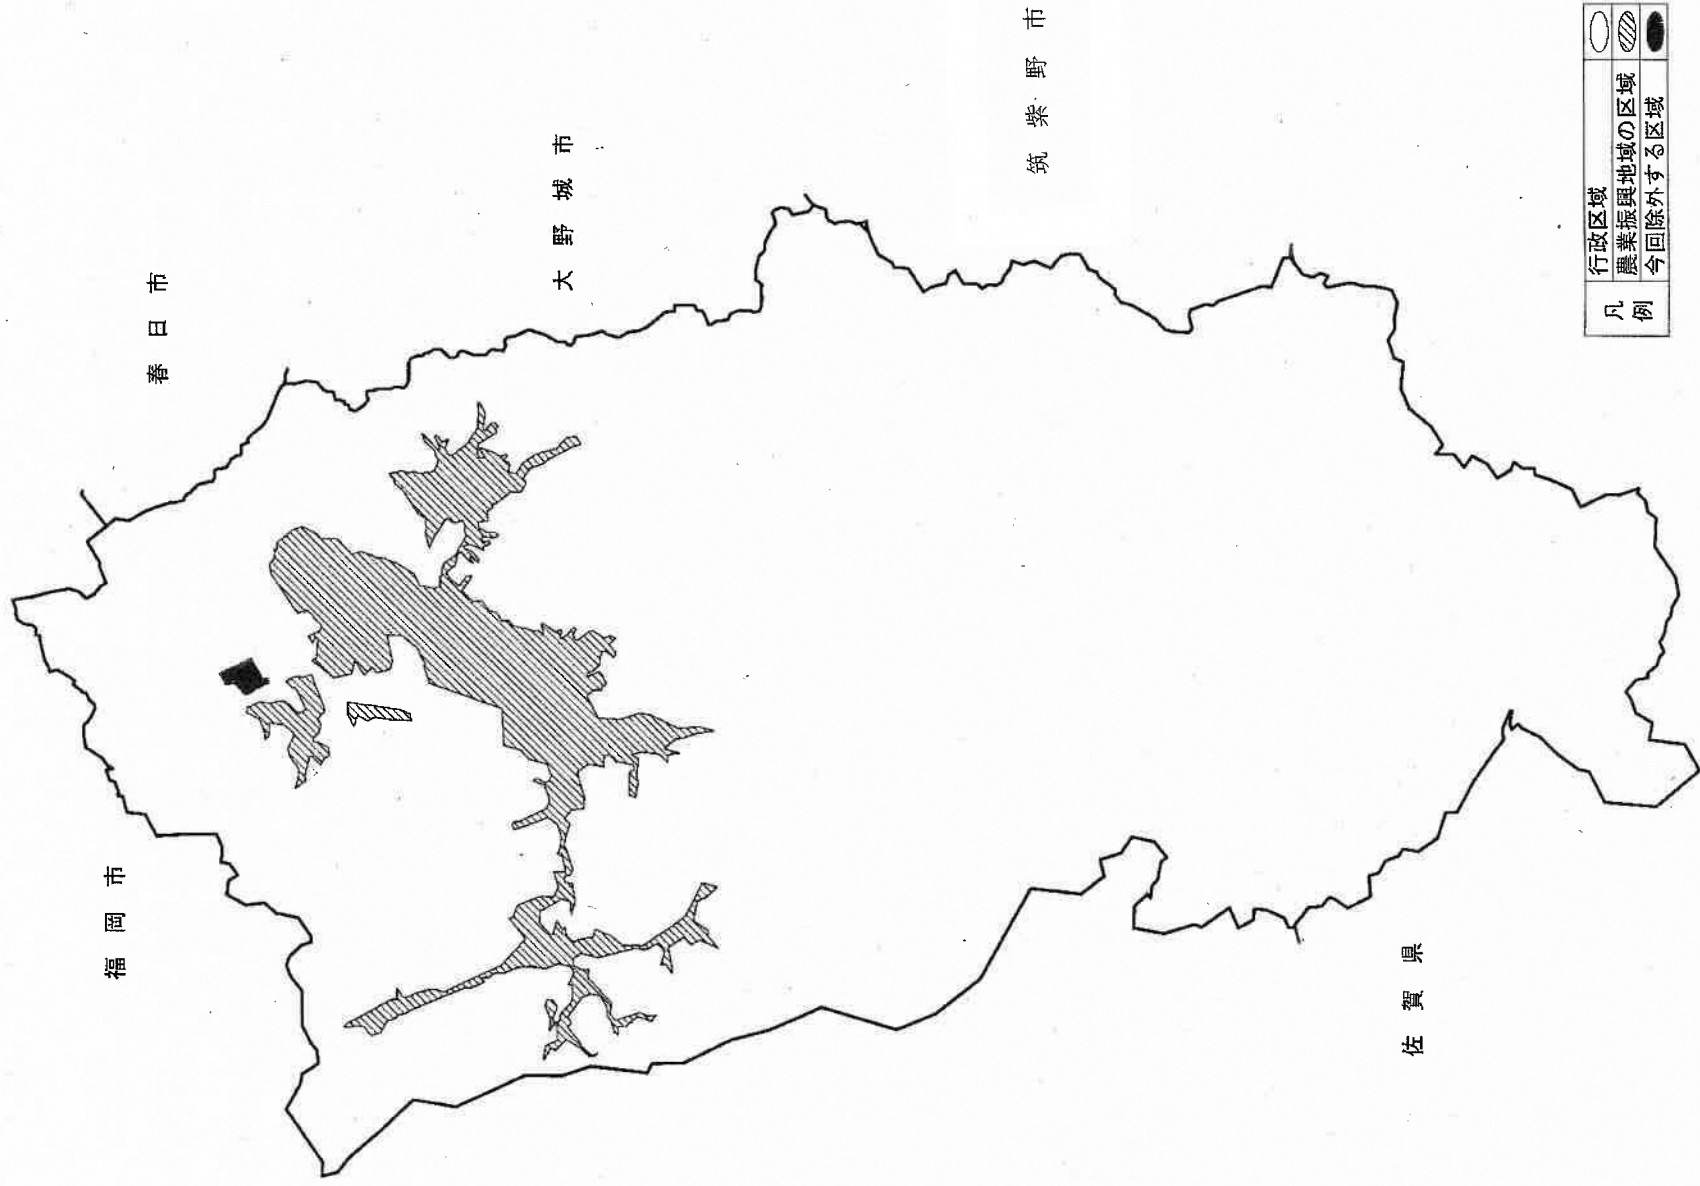 春日市
大野城市
筑紫野市
福岡市
佐賀県
凡例
行政区域
農業振興地域の区域
今回除外する区域